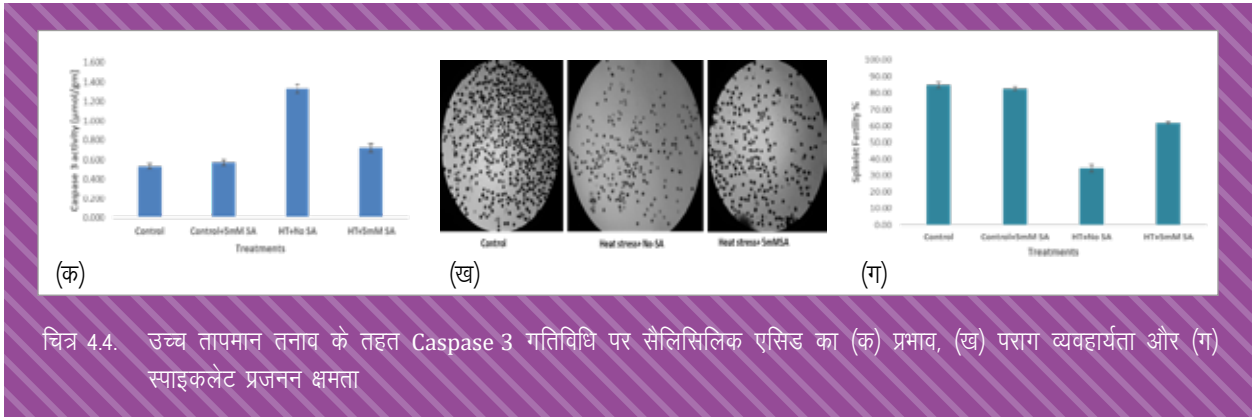 1.600
1.400
1.200
1.000
0.800
0.600
0.400
0.200
0.000
Caspase 3 activity (µmol/gm)
Control Control+5mM SA HT+No SA HT+5mM SA
Treatments
(क)
Control Heat stress+ No-SA Heat stress+ 5mMSA
(ख)
100.00
90.00
80.00
70.00
60.00
50.00
40.00
30.00
20.00
10.00
0.00
Spikelet Fertility %
Control Control+5mM SA HT+No SA HT+5mM SA
Treatments
(ग)
चित्र 4.4. उच्च तापमान तनाव के तहत Caspase 3 गतिविधि पर सैलिसिलिक एसिड का (क) प्रभाव, (ख) पराग व्यवहार्यता और (ग)
स्पाइकलेट प्रजनन क्षमता